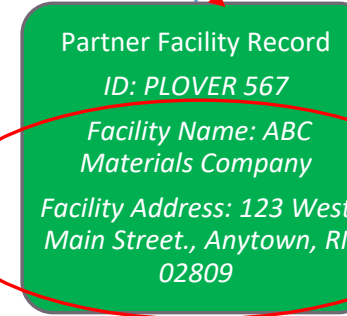 Partner Facility Record
ID: PLOVER 567
Facility Name: ABC
Materials Company
Facility Address: 123 West
Main Street., Anytown, RI
02809